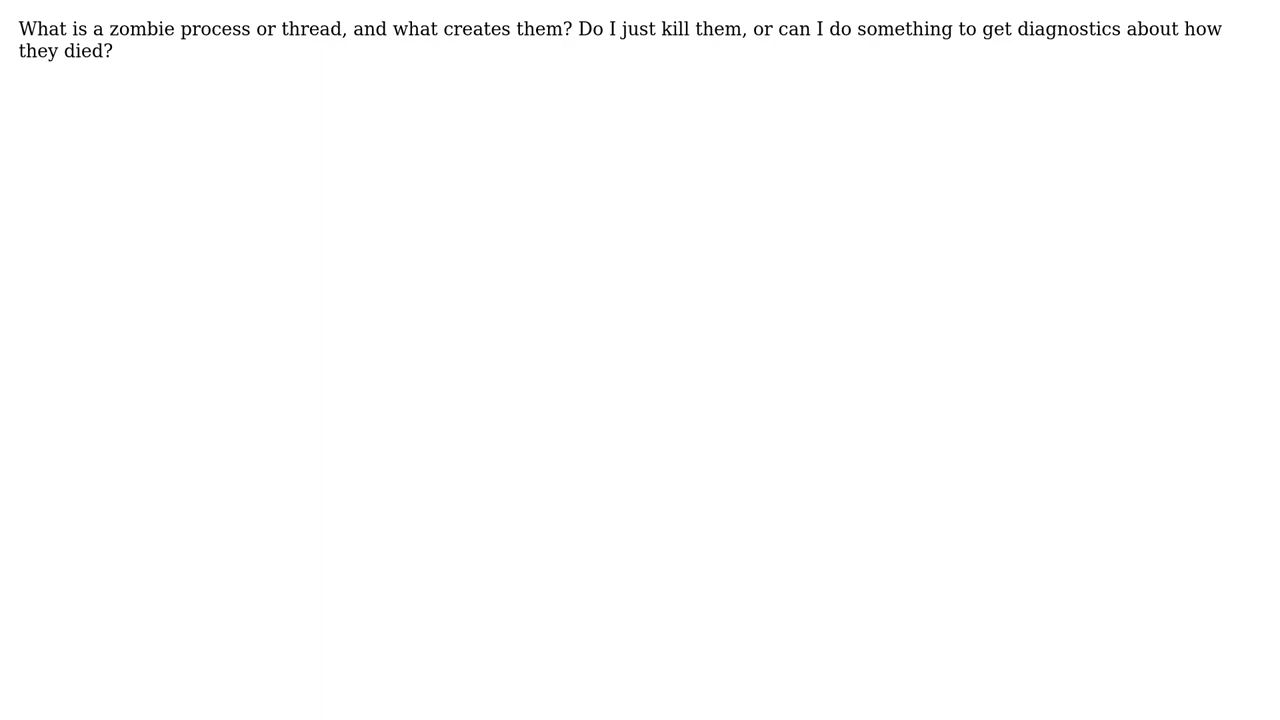 What is a zombie process or thread, and what creates them? Do I just kill them, or can I do something to get diagnostics about how
they died?